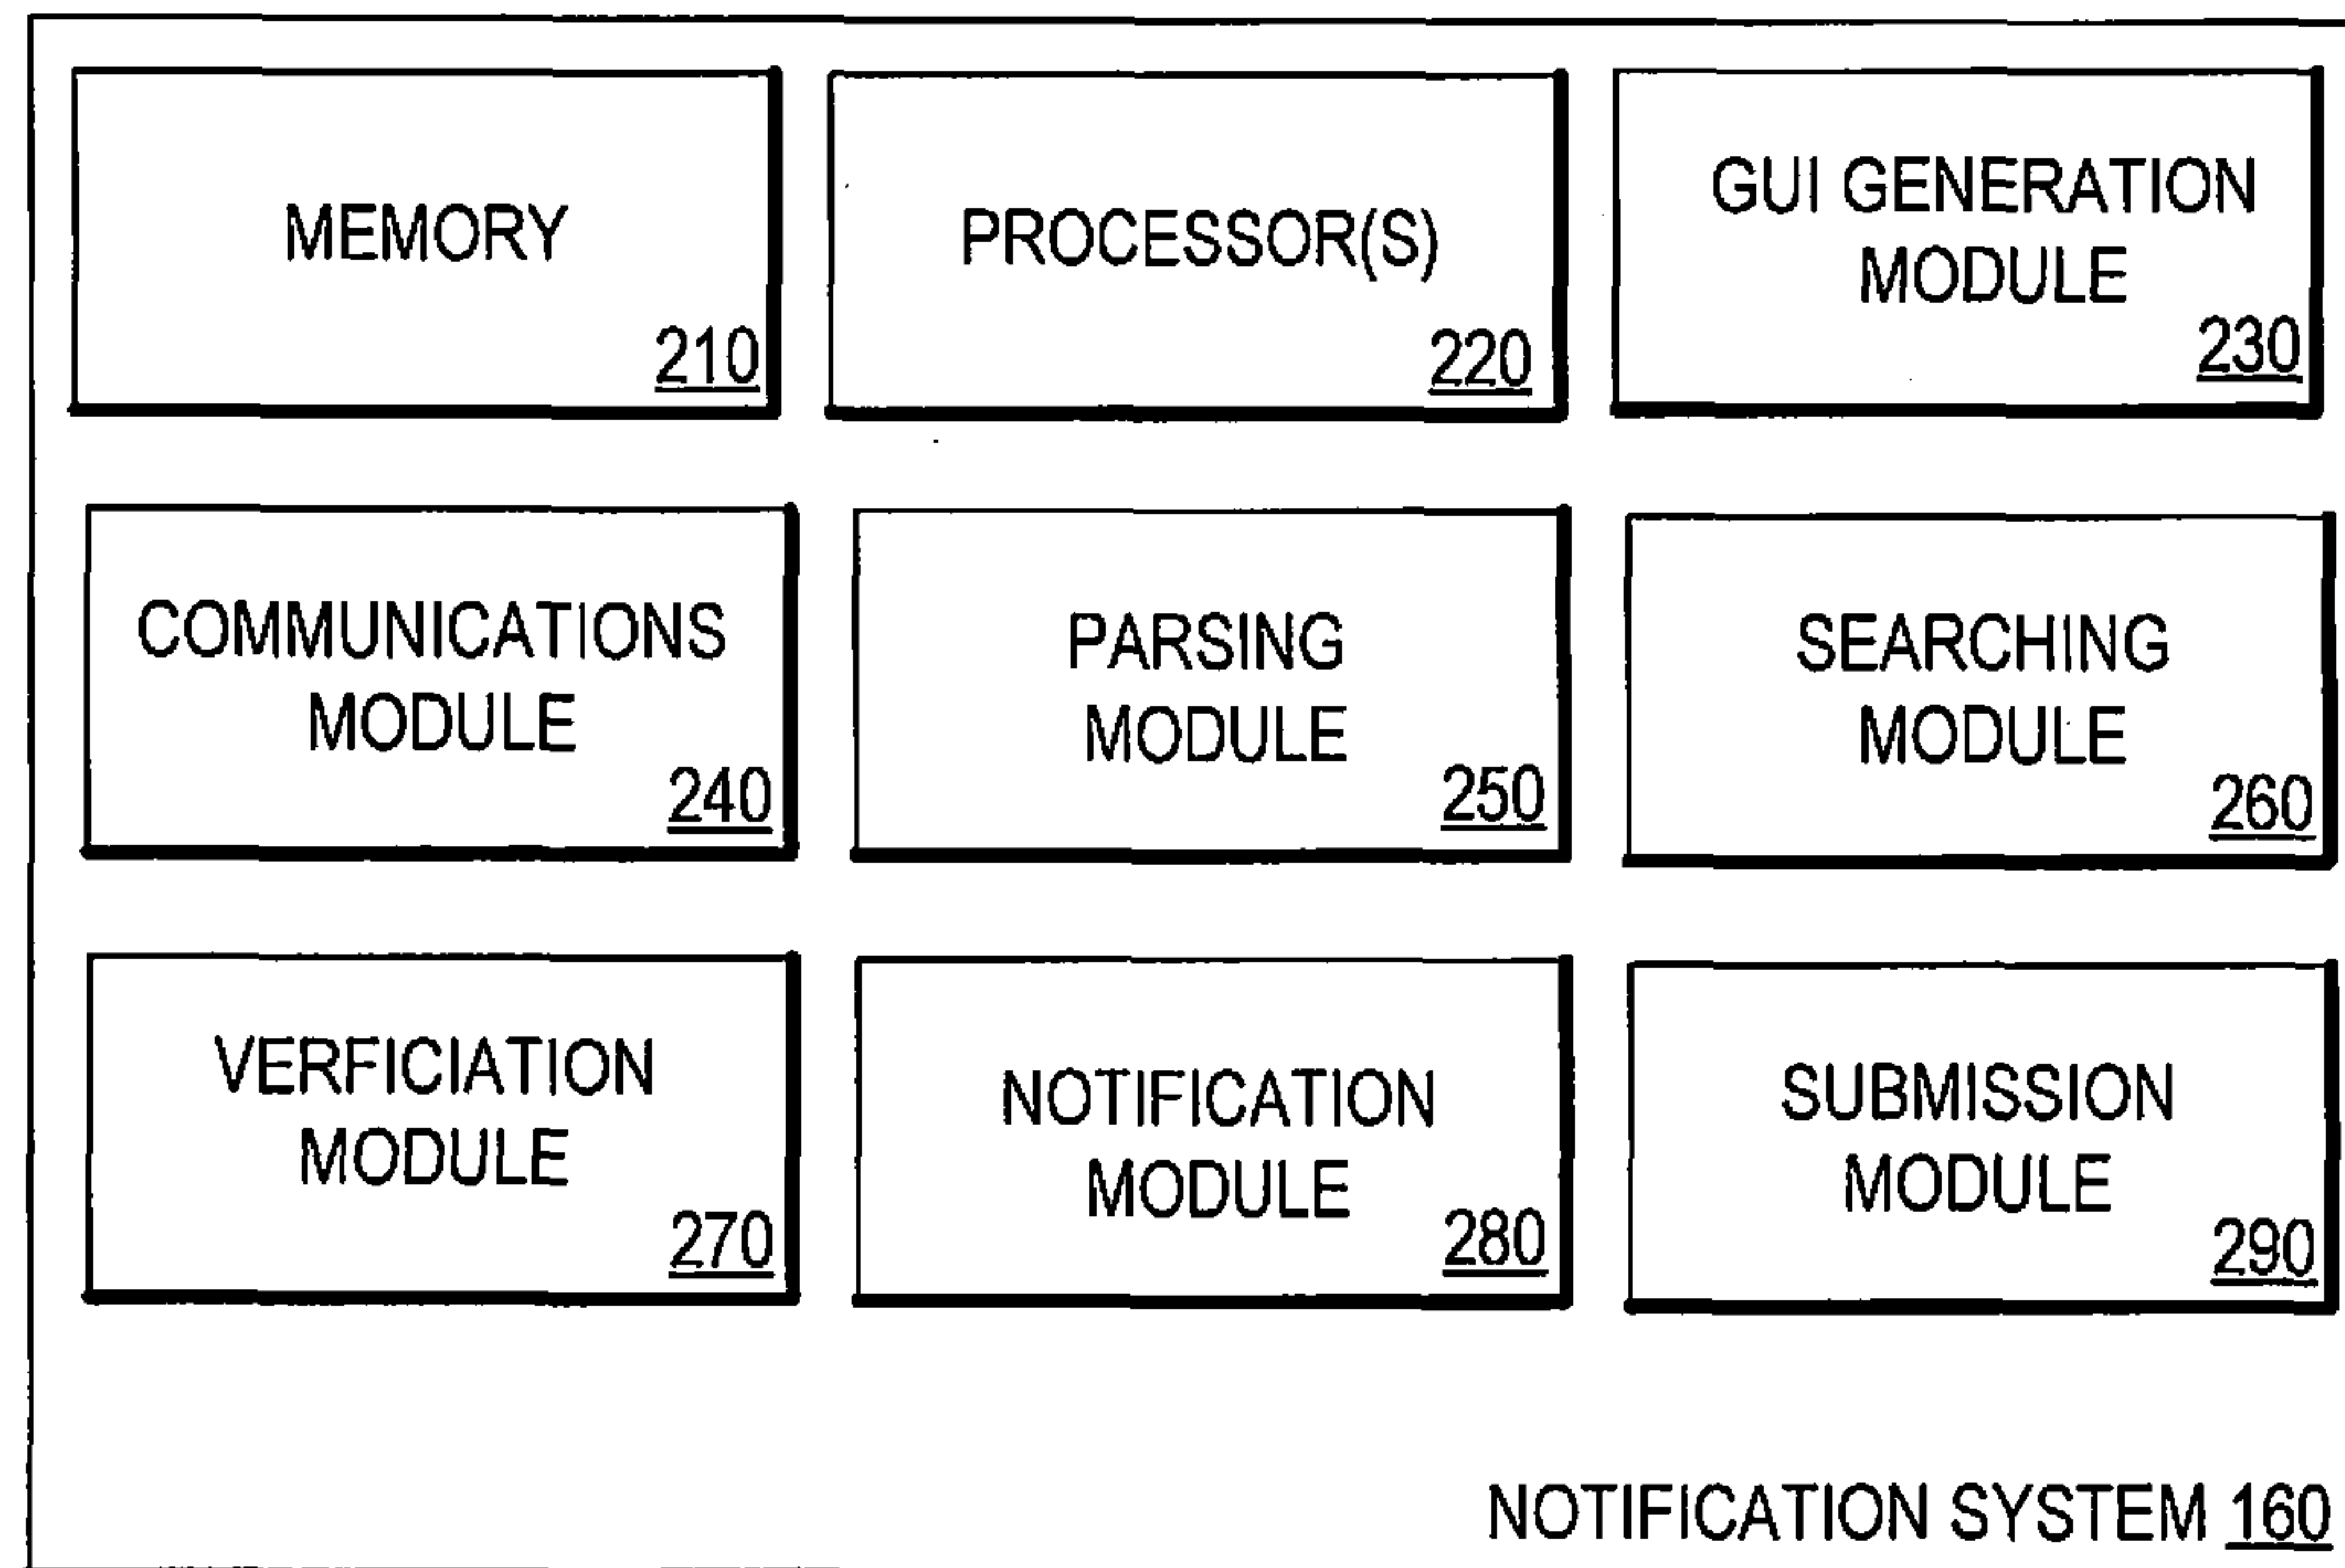 MEMORY
210
PROCESSOR(S)
220
GUI GENERATION
MODULE
230
COMMUNICATIONS
MODULE
240
PARSING
MODULE
250
SEARCHING
MODULE
260
VERFICIATION
MODULE
270
NOTIFICATION
MODULE
280
SUBMISSION
MODULE
290
NOTIFICATION SYSTEM 160